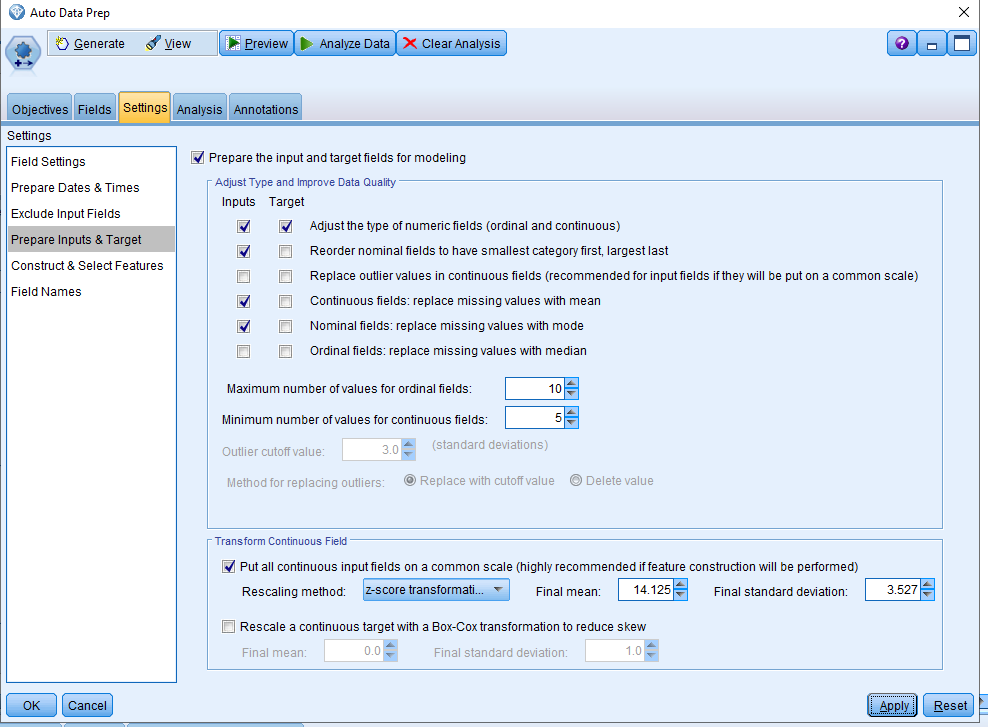 Auto Data Prep
Generate View Preview Analyze Data Clear Analysis ?
Objectives Fields Settings Analysis Annotations
Settings
Field Settings
Prepare Dates & Times
Exclude Input Fields
Prepare Inputs & Target
Construct & Select Features
Field Names
Prepare the input and target fields for modeling
Adjust Type and Improve Data Quality
Inputs Target
Adjust the type of numeric fields (ordinal and continuous)
Reorder nominal fields to have smallest category first, largest last
Replace outlier values in continuous fields (recommended for input fields if they will be put on a common scale)
Continuous fields: replace missing values with mean
Nominal fields: replace missing values with mode
Ordinal fields: replace missing values with median
Maximum number of values for ordinal fields: 10
Minimum number of values for continuous fields: 5
Outlier cutoff value: 3.0 (standard deviations)
Method for replacing outliers: Replace with cutoff value Delete value
Transform Continuous Field
Put all continuous input fields on a common scale (highly recommended if feature construction will be performed)
Rescaling method: z-score transformati... Final mean: 14.125 Final standard deviation: 3.527
Rescale a continuous target with a Box-Cox transformation to reduce skew
Final mean: 0.0 Final standard deviation: 1.0
OK Cancel Apply Reset